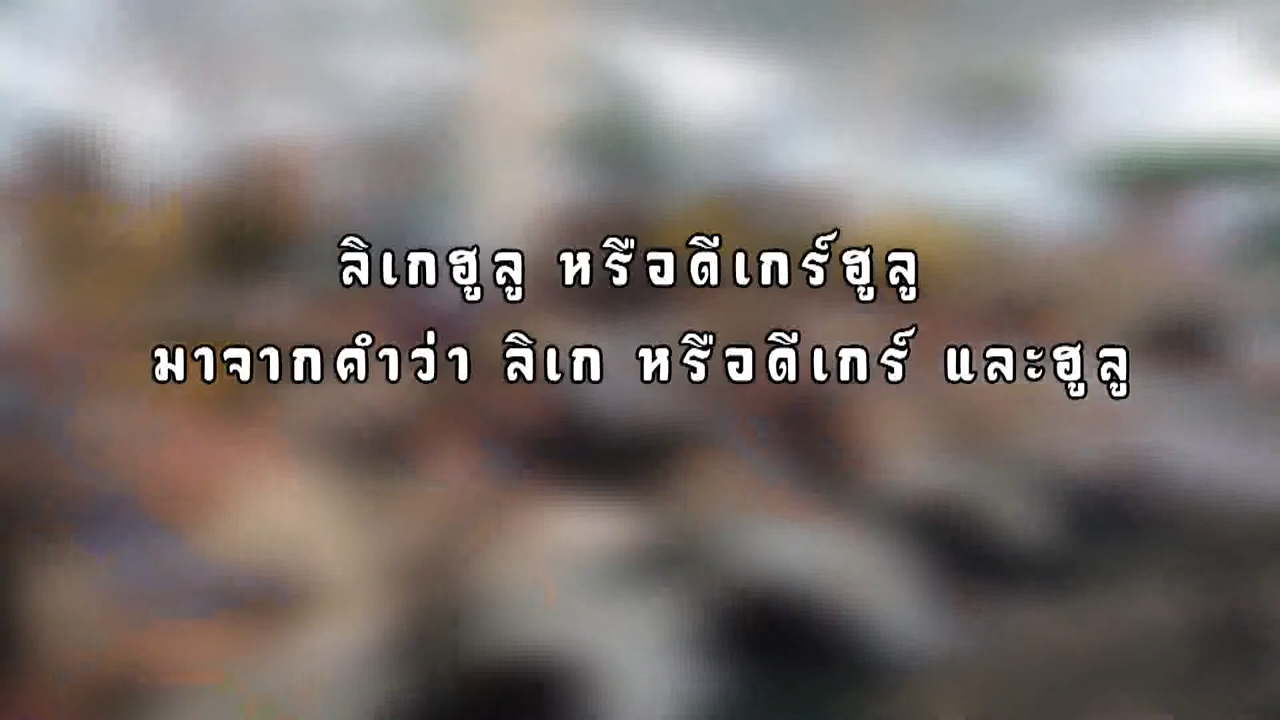 ลิเกฮูลู หรือดีเกร์ฮูลู
มาจากคำว่า ลิเก หรือดีเกร์ และฮูลู